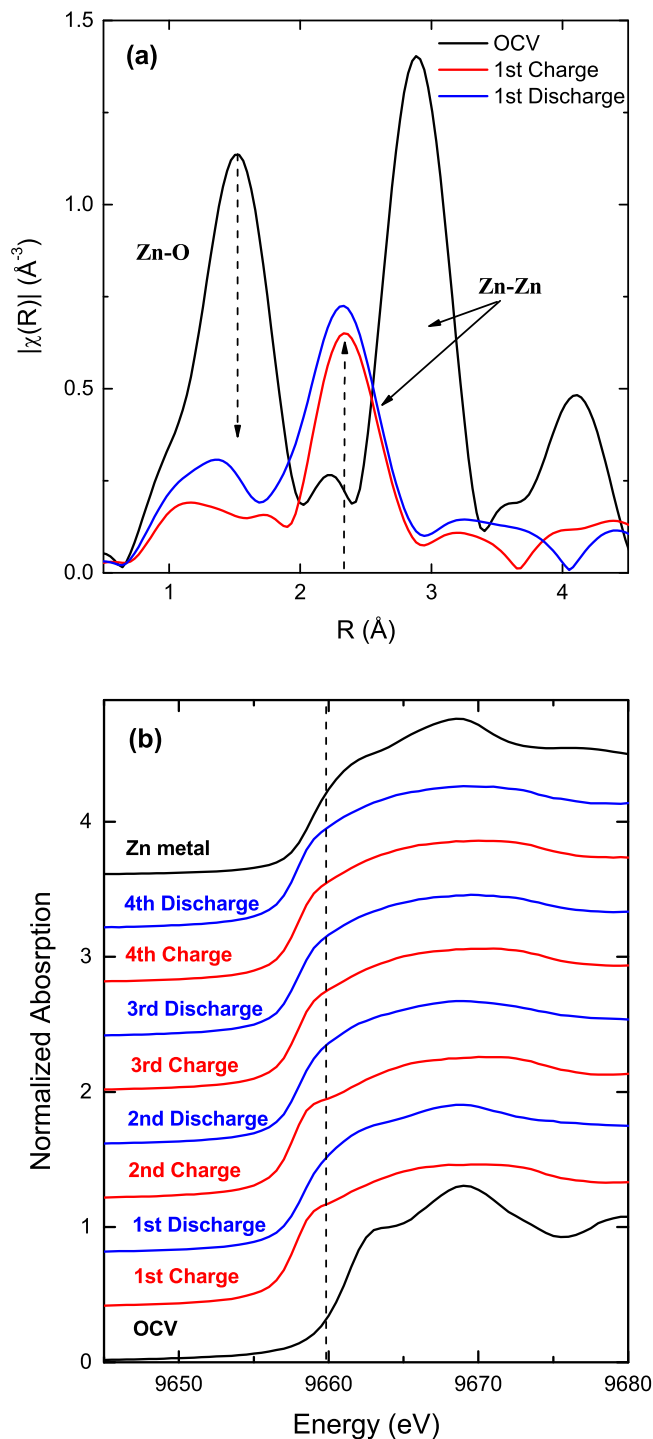 (a)
OCV
1st Charge
1st Discharge
Zn-O
Zn-Zn
|χ(R)| (Å⁻³)
1.5
1.0
0.5
0.0
1 2 3 4
R (Å)
(b)
Zn metal
4th Discharge
4th Charge
3rd Discharge
3rd Charge
2nd Discharge
2nd Charge
1st Discharge
1st Charge
OCV
Normalized Abosrption
4
3
2
1
0
9650 9660 9670 9680
Energy (eV)